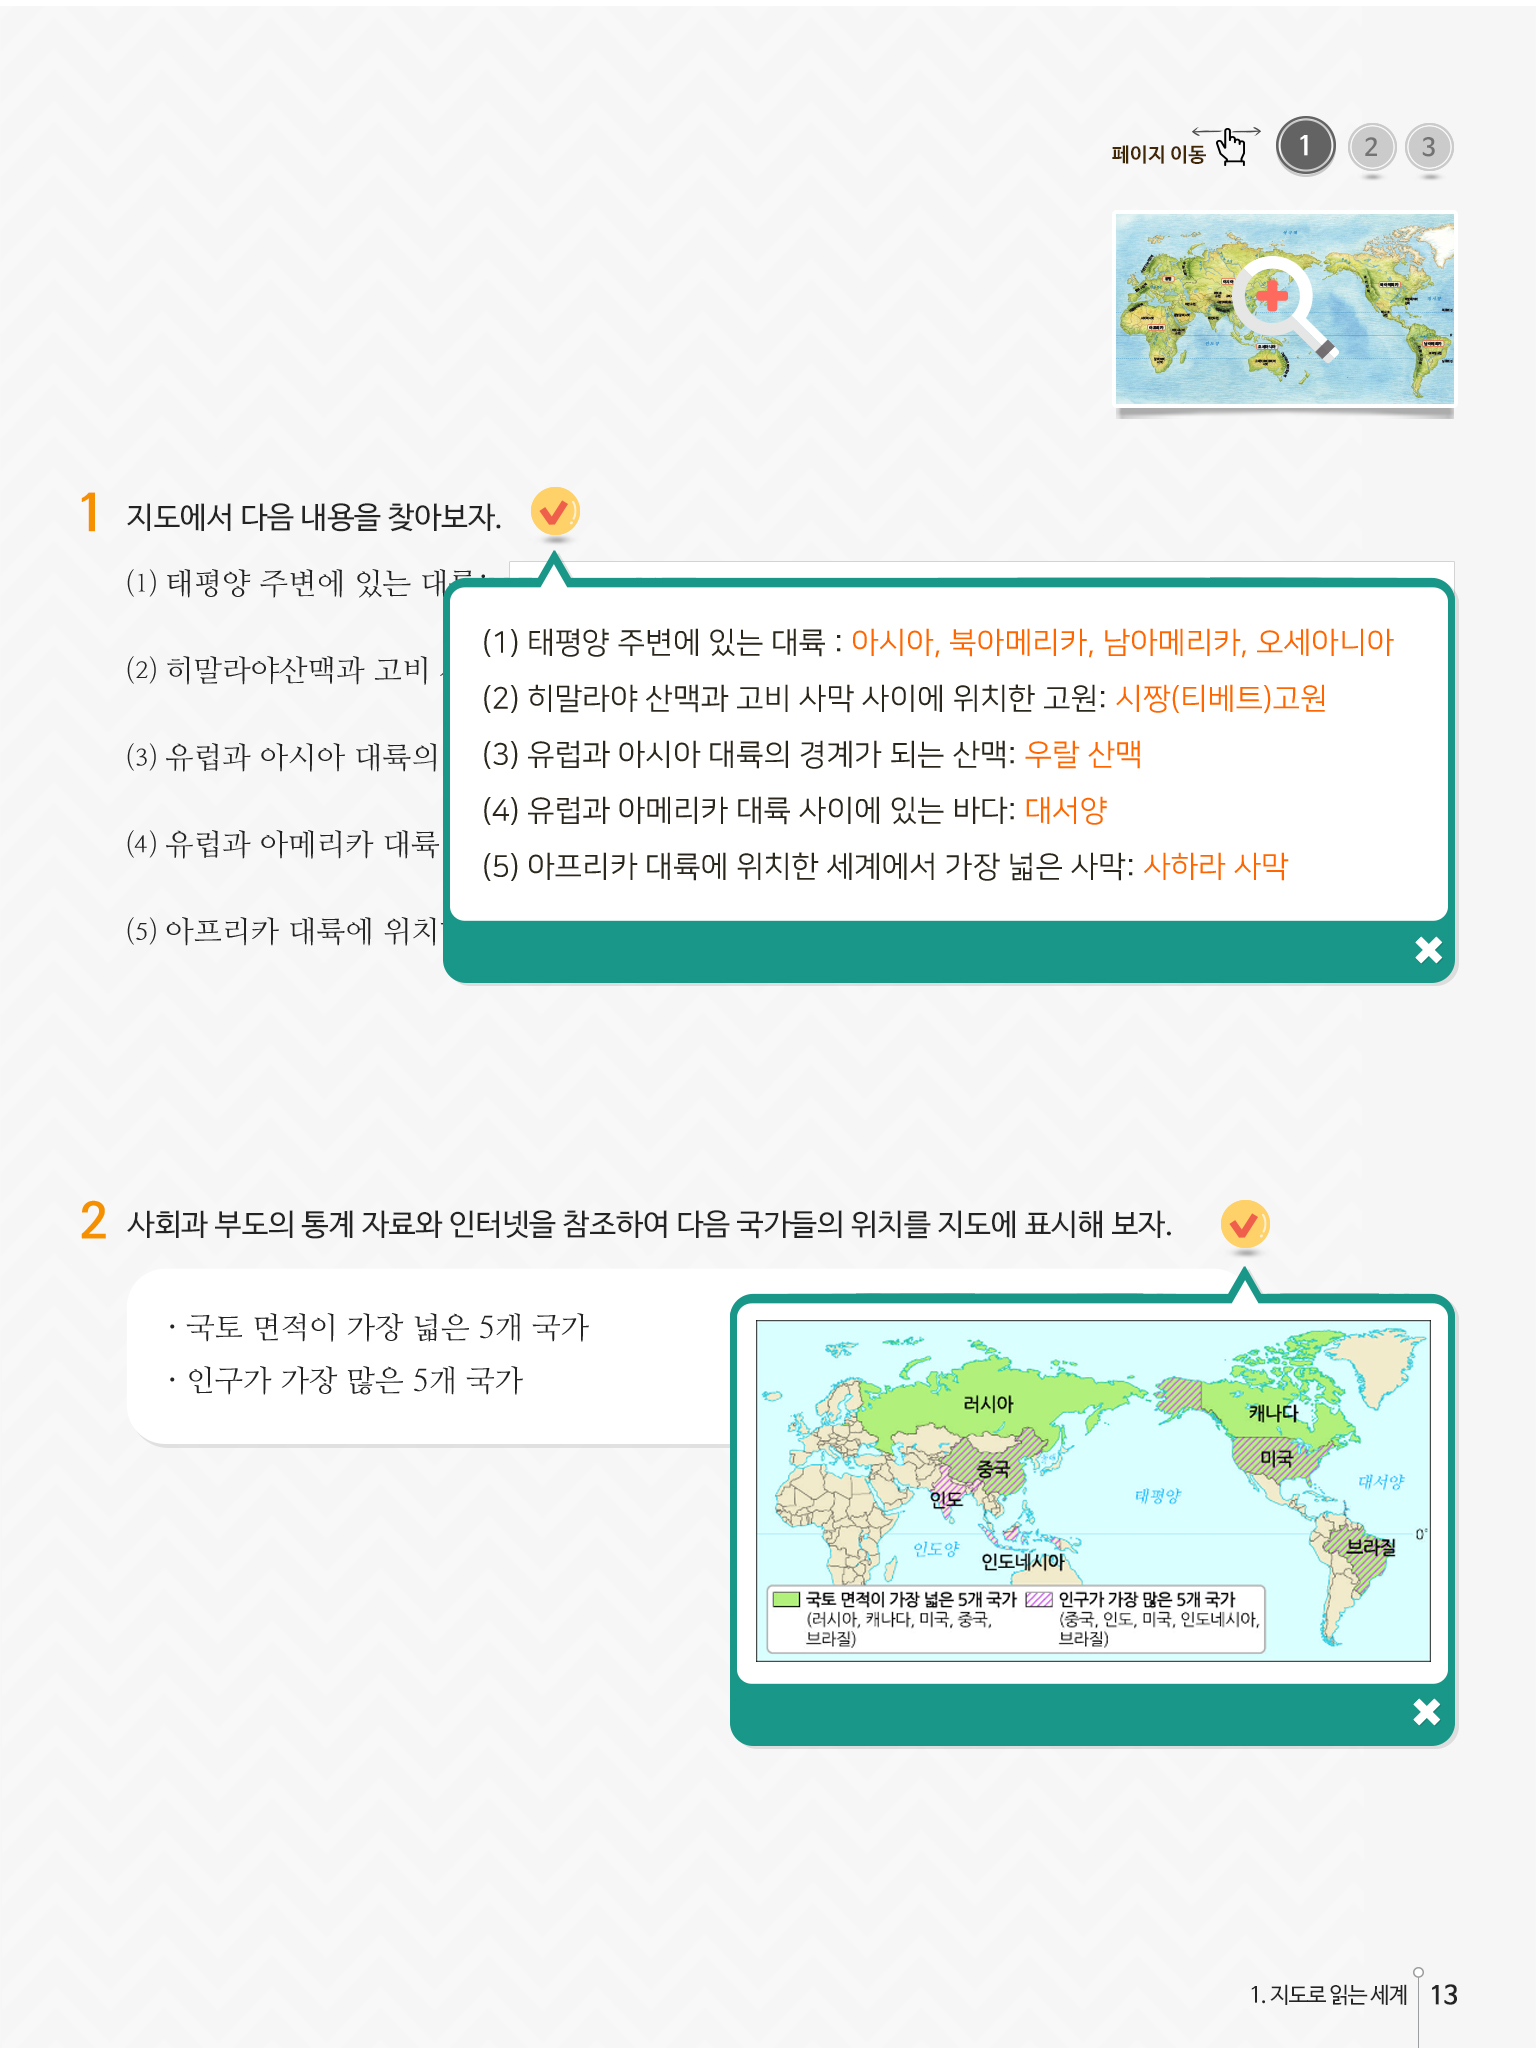 페이지 이동 1 2 3
1 지도에서 다음 내용을 찾아보자.
(1) 태평양 주변에 있는 대륙:
(2) 히말라야산맥과 고비
(3) 유럽과 아시아 대륙의
(4) 유럽과 아메리카 대륙
(5) 아프리카 대륙에 위치
(1) 태평양 주변에 있는 대륙 : 아시아, 북아메리카, 남아메리카, 오세아니아
(2) 히말라야 산맥과 고비 사막 사이에 위치한 고원: 시짱(티베트)고원
(3) 유럽과 아시아 대륙의 경계가 되는 산맥: 우랄 산맥
(4) 유럽과 아메리카 대륙 사이에 있는 바다: 대서양
(5) 아프리카 대륙에 위치한 세계에서 가장 넓은 사막: 사하라 사막
2 사회과 부도의 통계 자료와 인터넷을 참조하여 다음 국가들의 위치를 지도에 표시해 보자.
· 국토 면적이 가장 넓은 5개 국가
· 인구가 가장 많은 5개 국가
러시아
캐나다
미국
중국
대서양
태평양
인도
0°
브라질
인도양
인도네시아
국토 면적이 가장 넓은 5개 국가
(러시아, 캐나다, 미국, 중국,
브라질)
인구가 가장 많은 5개 국가
(중국, 인도, 미국, 인도네시아,
브라질)
1. 지도로 읽는 세계 13